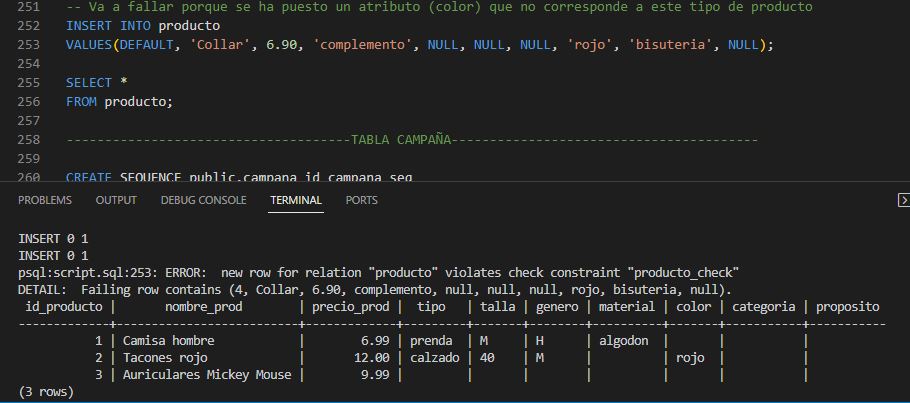 251 -- Va a fallar porque se ha puesto un atributo (color) que no corresponde a este tipo de producto
252 INSERT INTO producto
253 VALUES(DEFAULT, 'Collar', 6.90, 'complemento', NULL, NULL, NULL, 'rojo', 'bisuteria', NULL);
254
255 SELECT *
256 FROM producto;
257
258 ------------------------------------TABLA CAMPAÑA---------------------------------------
259
260 CREATE SEQUENCE public.campana_id_campana_seq
PROBLEMS OUTPUT DEBUG CONSOLE TERMINAL PORTS
INSERT 0 1
INSERT 0 1
psql:script.sql:253: ERROR:  new row for relation "producto" violates check constraint "producto_check"
DETAIL:  Failing row contains (4, Collar, 6.90, complemento, null, null, null, rojo, bisuteria, null).
 id_producto |      nombre_prod       | precio_prod |  tipo   | talla | genero | material | color | categoria | proposito
-------------+------------------------+-------------+---------+-------+--------+----------+-------+-----------+-----------
           1 | Camisa hombre          |        6.99 | prenda  | M     | H      | algodon  |       |           |
           2 | Tacones rojo           |       12.00 | calzado | 40    | M      |          | rojo  |           |
           3 | Auriculares Mickey Mouse |        9.99 |         |       |        |          |       |           |
(3 rows)